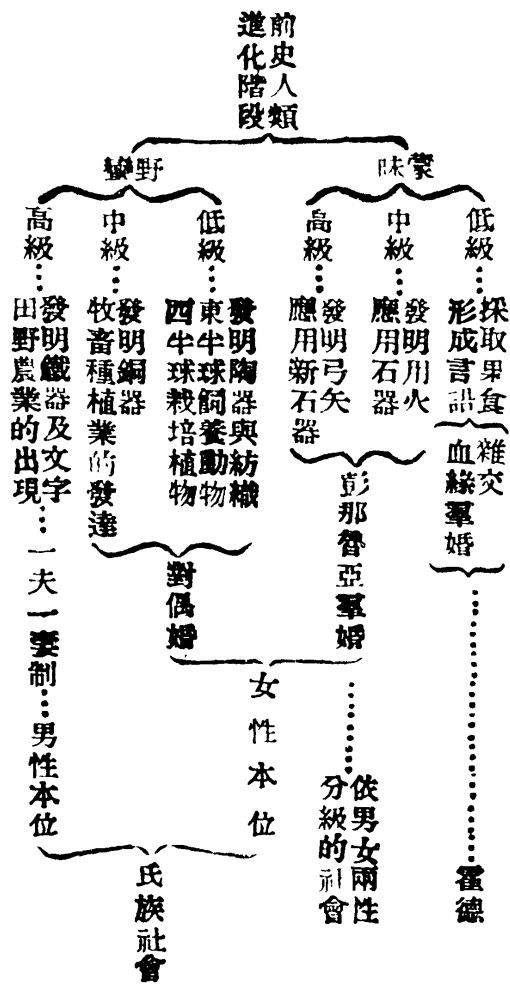 前史人類
進化階段
蒙昧
野蠻
低級……
中級……
高級……
低級……
中級……
高級……
採取果食
形成言語
發明用火
應用石器
發明弓矢
應用新石器
發明陶器與紡織
東半球飼養動物
西半球栽培植物
發明銅器
牧畜種植業的發達
發明鐵器及文字
田野農業的出現
雜交
血緣羣婚
彭那魯亞羣婚
對偶婚
一夫一妻制
女性本位
男性本位
霍德
依男女兩性
分級的社會
氏族社會